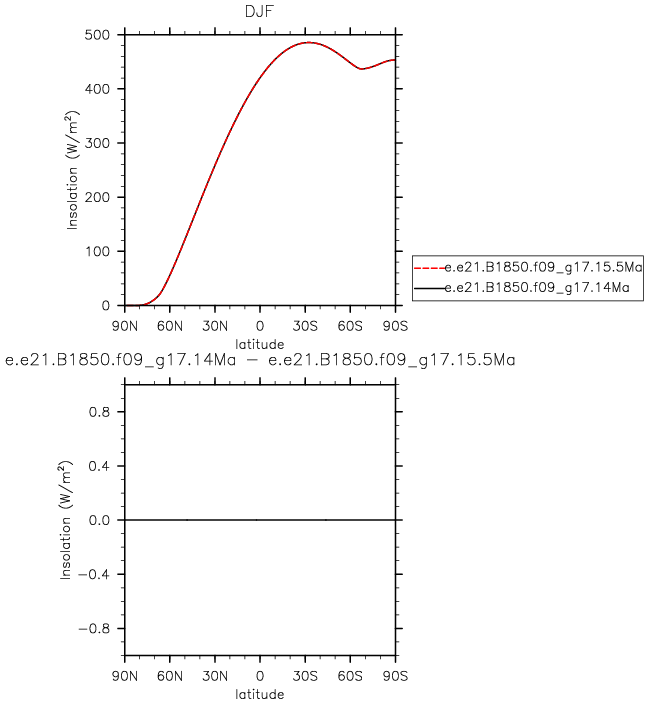 DJF
500
400
300
200
100
0
Insolation (W/m²)
90N 60N 30N 0 30S 60S 90S
latitude
e.e21.B1850.f09_g17.15.5Ma
e.e21.B1850.f09_g17.14Ma
e.e21.B1850.f09_g17.14Ma − e.e21.B1850.f09_g17.15.5Ma
0.8
0.4
0.0
−0.4
−0.8
Insolation (W/m²)
90N 60N 30N 0 30S 60S 90S
latitude